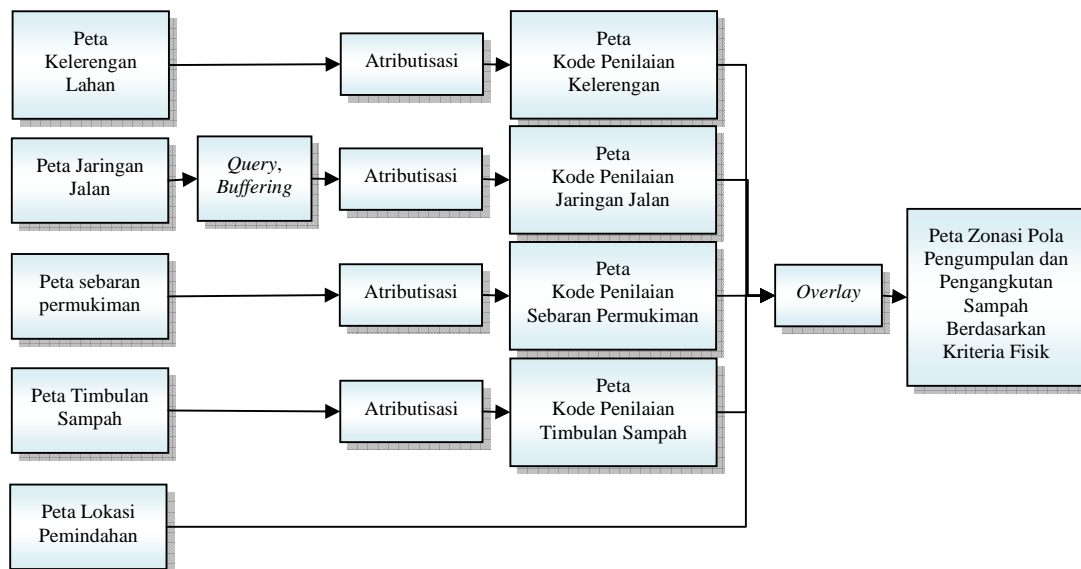 Peta
Kelerengan
Lahan
Atributisasi
Peta
Kode Penilaian
Kelerengan
Peta Jaringan
Jalan
Query,
Buffering
Atributisasi
Peta
Kode Penilaian
Jaringan Jalan
Peta sebaran
permukiman
Atributisasi
Peta
Kode Penilaian
Sebaran Permukiman
Peta Timbulan
Sampah
Atributisasi
Peta
Kode Penilaian
Timbulan Sampah
Peta Lokasi
Pemindahan
Overlay
Peta Zonasi Pola
Pengumpulan dan
Pengangkutan
Sampah
Berdasarkan
Kriteria Fisik